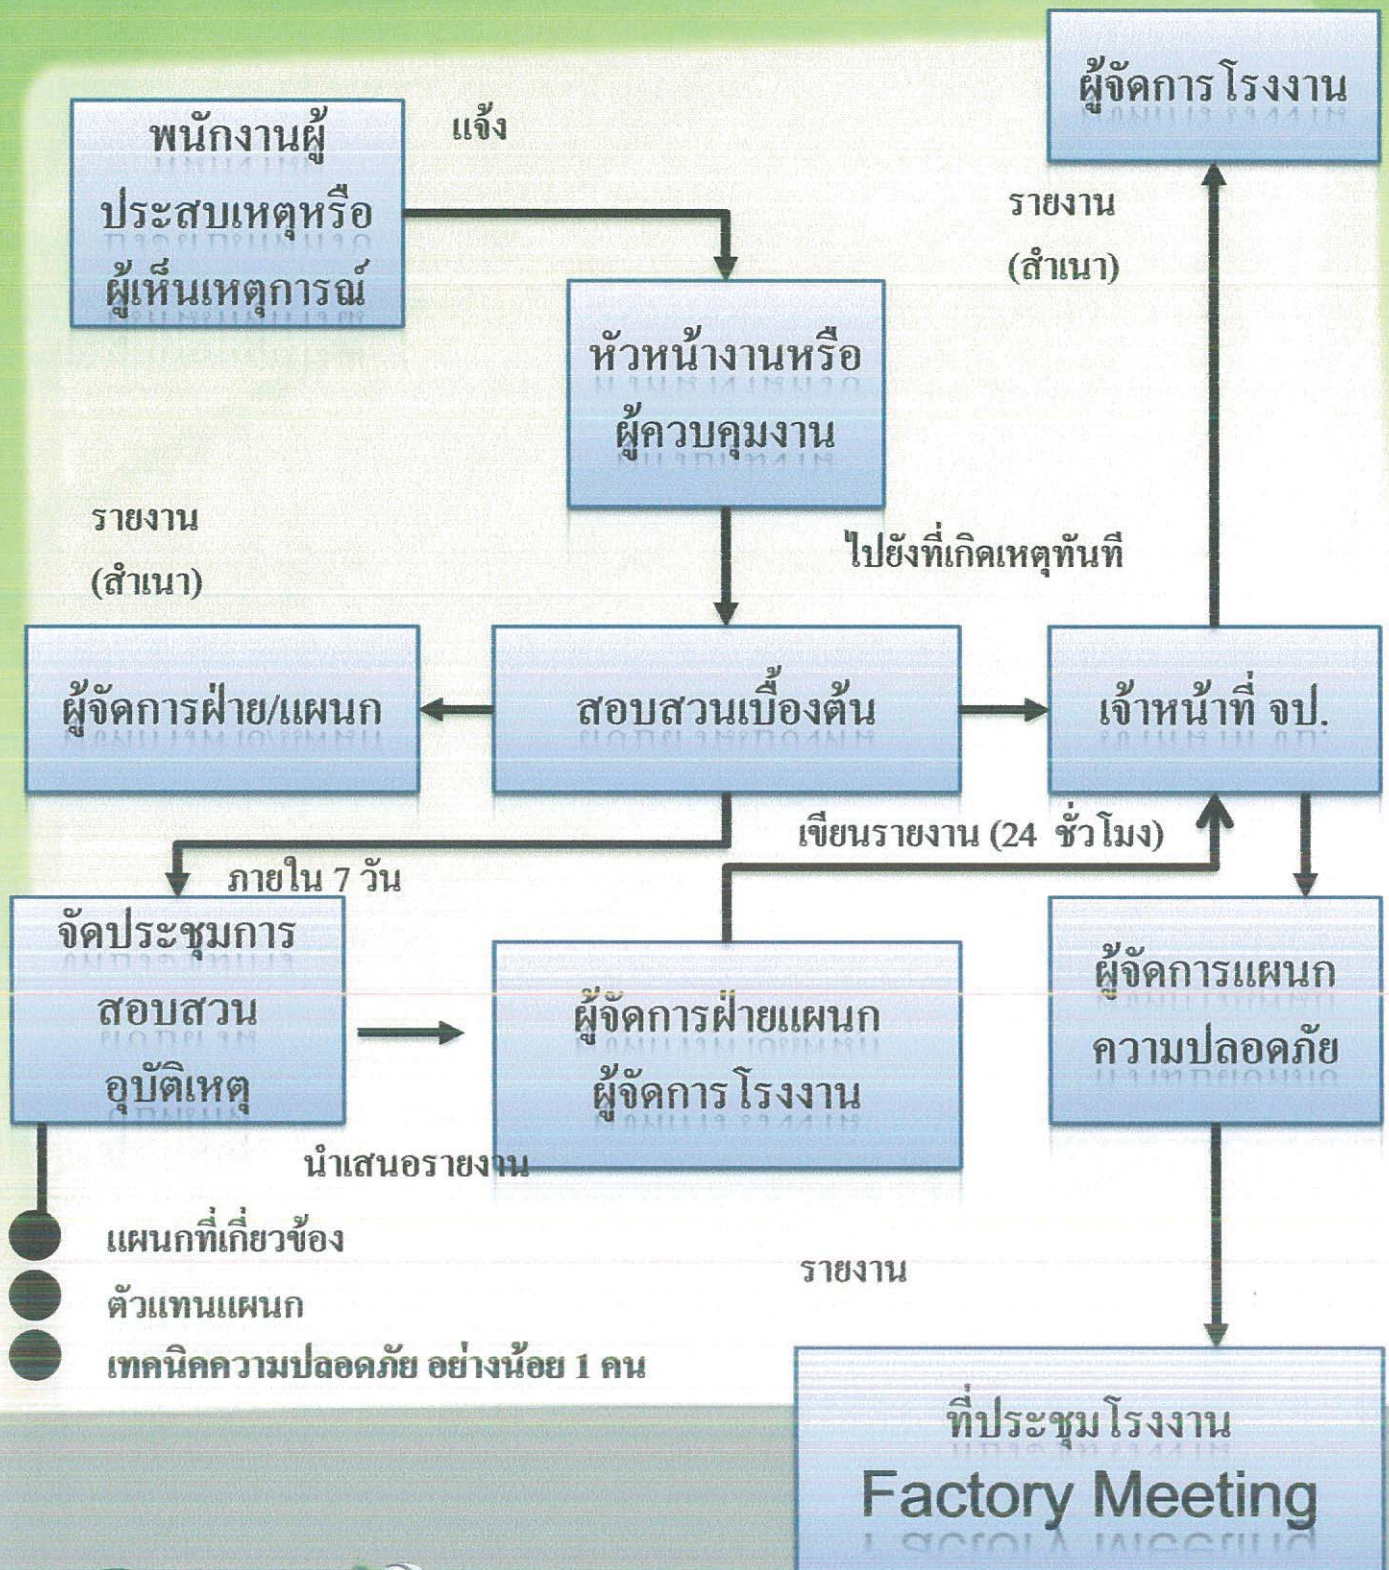 ผู้จัดการโรงงาน
พนักงานผู้
ประสบเหตุหรือ
ผู้เห็นเหตุการณ์
แจ้ง
รายงาน
(สำเนา)
หัวหน้างานหรือ
ผู้ควบคุมงาน
รายงาน
(สำเนา)
ไปยังที่เกิดเหตุทันที
ผู้จัดการฝ่าย/แผนก
สอบสวนเบื้องต้น
เจ้าหน้าที่ จป.
เขียนรายงาน (24 ชั่วโมง)
ภายใน 7 วัน
จัดประชุมการ
สอบสวน
อุบัติเหตุ
ผู้จัดการฝ่ายแผนก
ผู้จัดการโรงงาน
ผู้จัดการแผนก
ความปลอดภัย
นำเสนอรายงาน
แผนกที่เกี่ยวข้อง
ตัวแทนแผนก
เทคนิคความปลอดภัย อย่างน้อย 1 คน
รายงาน
ที่ประชุมโรงงาน
Factory Meeting